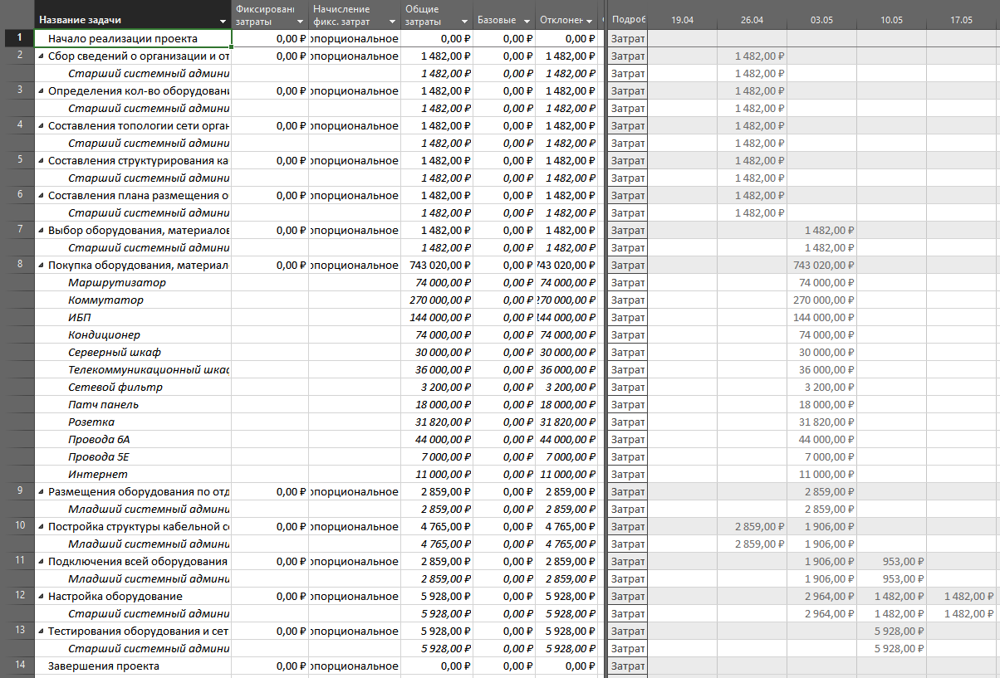 Название задачи Фиксировани затраты Начисление фикс. затрат Общие затраты Базовые Отклонен Подроб 19.04 26.04 03.05 10.05 17.05
1 Начало реализации проекта 0,00 ₽ опорциональное 0,00 ₽ 0,00 ₽ 0,00 ₽ Затрат
2 Сбор сведений о организации и от 0,00 ₽ опорциональное 1 482,00 ₽ 0,00 ₽ 1 482,00 ₽ Затрат 1 482,00 ₽
Старший системный админи 1 482,00 ₽ 0,00 ₽ 1 482,00 ₽ Затрат 1 482,00 ₽
3 Определения кол-во оборудовани 0,00 ₽ опорциональное 1 482,00 ₽ 0,00 ₽ 1 482,00 ₽ Затрат 1 482,00 ₽
Старший системный админи 1 482,00 ₽ 0,00 ₽ 1 482,00 ₽ Затрат 1 482,00 ₽
4 Составления топологии сети орган 0,00 ₽ опорциональное 1 482,00 ₽ 0,00 ₽ 1 482,00 ₽ Затрат 1 482,00 ₽
Старший системный админи 1 482,00 ₽ 0,00 ₽ 1 482,00 ₽ Затрат 1 482,00 ₽
5 Составления структурирования ка 0,00 ₽ опорциональное 1 482,00 ₽ 0,00 ₽ 1 482,00 ₽ Затрат 1 482,00 ₽
Старший системный админи 1 482,00 ₽ 0,00 ₽ 1 482,00 ₽ Затрат 1 482,00 ₽
6 Составления плана размещения о 0,00 ₽ опорциональное 1 482,00 ₽ 0,00 ₽ 1 482,00 ₽ Затрат 1 482,00 ₽
Старший системный админи 1 482,00 ₽ 0,00 ₽ 1 482,00 ₽ Затрат 1 482,00 ₽
7 Выбор оборудования, материалов 0,00 ₽ опорциональное 1 482,00 ₽ 0,00 ₽ 1 482,00 ₽ Затрат 1 482,00 ₽
Старший системный админи 1 482,00 ₽ 0,00 ₽ 1 482,00 ₽ Затрат 1 482,00 ₽
8 Покупка оборудования, материал 0,00 ₽ опорциональное 743 020,00 ₽ 0,00 ₽ 743 020,00 ₽ Затрат 743 020,00 ₽
Маршрутизатор 74 000,00 ₽ 0,00 ₽ 74 000,00 ₽ Затрат 74 000,00 ₽
Коммутатор 270 000,00 ₽ 0,00 ₽ 270 000,00 ₽ Затрат 270 000,00 ₽
ИБП 144 000,00 ₽ 0,00 ₽ 144 000,00 ₽ Затрат 144 000,00 ₽
Кондиционер 74 000,00 ₽ 0,00 ₽ 74 000,00 ₽ Затрат 74 000,00 ₽
Серверный шкаф 30 000,00 ₽ 0,00 ₽ 30 000,00 ₽ Затрат 30 000,00 ₽
Телекоммуникационный шкаф 36 000,00 ₽ 0,00 ₽ 36 000,00 ₽ Затрат 36 000,00 ₽
Сетевой фильтр 3 200,00 ₽ 0,00 ₽ 3 200,00 ₽ Затрат 3 200,00 ₽
Патч панель 18 000,00 ₽ 0,00 ₽ 18 000,00 ₽ Затрат 18 000,00 ₽
Розетка 31 820,00 ₽ 0,00 ₽ 31 820,00 ₽ Затрат 31 820,00 ₽
Провода 6А 44 000,00 ₽ 0,00 ₽ 44 000,00 ₽ Затрат 44 000,00 ₽
Провода 5Е 7 000,00 ₽ 0,00 ₽ 7 000,00 ₽ Затрат 7 000,00 ₽
Интернет 11 000,00 ₽ 0,00 ₽ 11 000,00 ₽ Затрат 11 000,00 ₽
9 Размещения оборудования по отд 0,00 ₽ опорциональное 2 859,00 ₽ 0,00 ₽ 2 859,00 ₽ Затрат 2 859,00 ₽
Младший системный админи 2 859,00 ₽ 0,00 ₽ 2 859,00 ₽ Затрат 2 859,00 ₽
10 Постройка структуры кабельной се 0,00 ₽ опорциональное 4 765,00 ₽ 0,00 ₽ 4 765,00 ₽ Затрат 2 859,00 ₽ 1 906,00 ₽
Младший системный админи 4 765,00 ₽ 0,00 ₽ 4 765,00 ₽ Затрат 2 859,00 ₽ 1 906,00 ₽
11 Подключения всей оборудования 0,00 ₽ опорциональное 2 859,00 ₽ 0,00 ₽ 2 859,00 ₽ Затрат 1 906,00 ₽ 953,00 ₽
Младший системный админи 2 859,00 ₽ 0,00 ₽ 2 859,00 ₽ Затрат 1 906,00 ₽ 953,00 ₽
12 Настройка оборудование 0,00 ₽ опорциональное 5 928,00 ₽ 0,00 ₽ 5 928,00 ₽ Затрат 2 964,00 ₽ 1 482,00 ₽ 1 482,00 ₽
Старший системный админи 5 928,00 ₽ 0,00 ₽ 5 928,00 ₽ Затрат 2 964,00 ₽ 1 482,00 ₽ 1 482,00 ₽
13 Тестирования оборудования и сет 0,00 ₽ опорциональное 5 928,00 ₽ 0,00 ₽ 5 928,00 ₽ Затрат 5 928,00 ₽
Старший системный админи 5 928,00 ₽ 0,00 ₽ 5 928,00 ₽ Затрат 5 928,00 ₽
14 Завершения проекта 0,00 ₽ опорциональное 0,00 ₽ 0,00 ₽ 0,00 ₽ Затрат